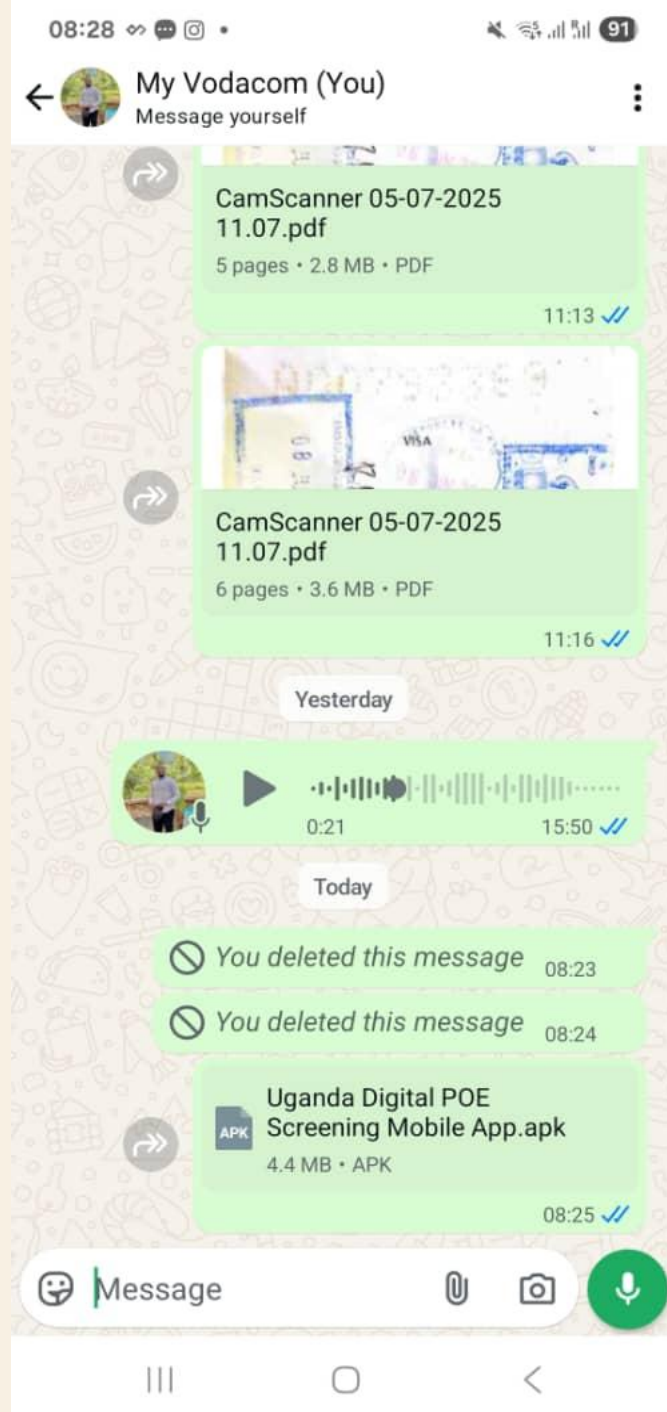 08:28
91
My Vodacom (You)
Message yourself
CamScanner 05-07-2025
11.07.pdf
5 pages • 2.8 MB • PDF
11:13
VISA
CamScanner 05-07-2025
11.07.pdf
6 pages • 3.6 MB • PDF
11:16
Yesterday
0:21
15:50
Today
You deleted this message 08:23
You deleted this message 08:24
Uganda Digital POE
APK
Screening Mobile App.apk
4.4 MB • APK
08:25
Message